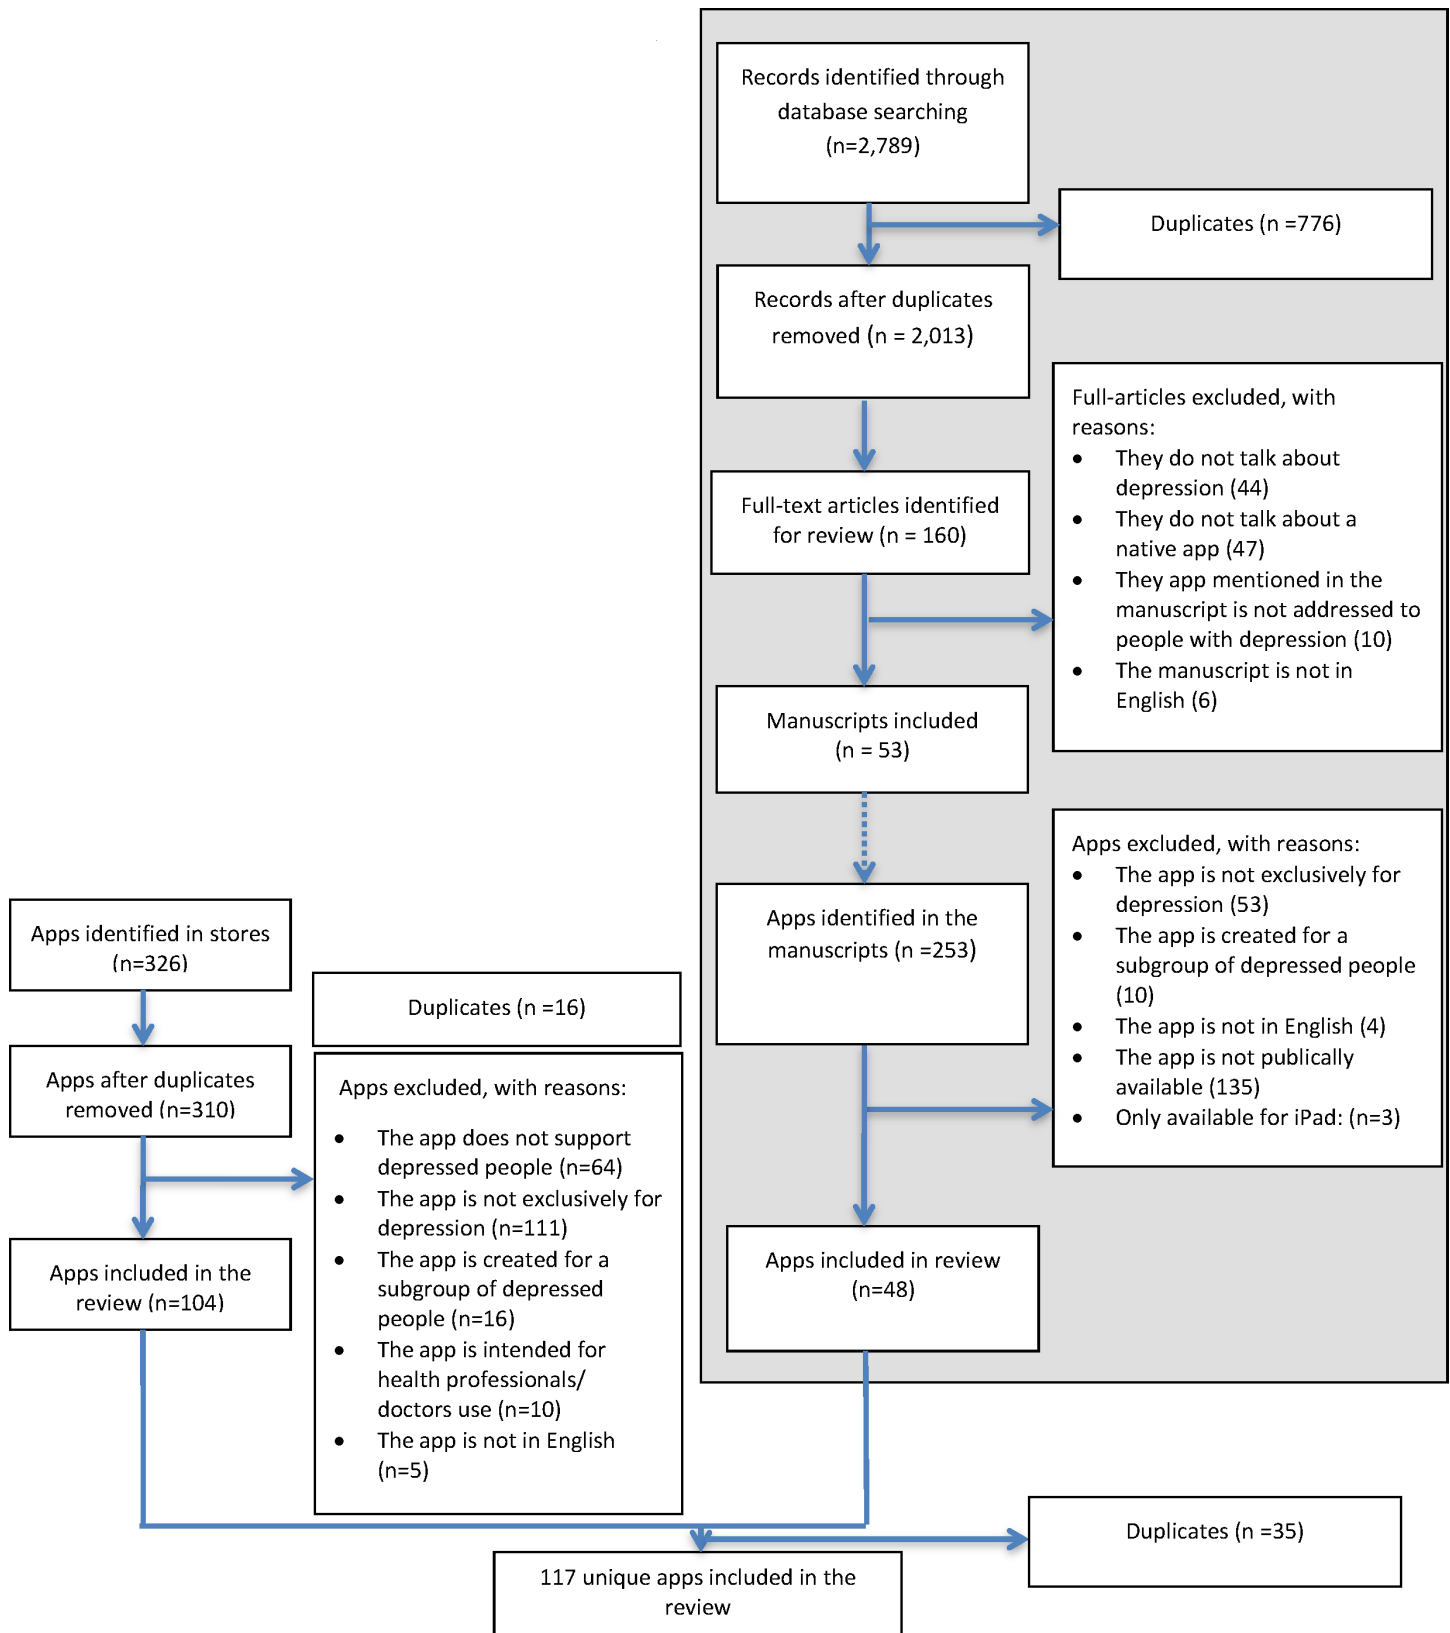 Records identified through
database searching
(n=2,789)
Duplicates (n =776)
Records after duplicates
removed (n = 2,013)
Full-articles excluded, with
reasons:
• They do not talk about
depression (44)
• They do not talk about a
native app (47)
• They app mentioned in the
manuscript is not addressed to
people with depression (10)
• The manuscript is not in
English (6)
Full-text articles identified
for review (n = 160)
Manuscripts included
(n = 53)
Apps identified in the
manuscripts (n =253)
Apps excluded, with reasons:
• The app is not exclusively for
depression (53)
• The app is created for a
subgroup of depressed people
(10)
• The app is not in English (4)
• The app is not publically
available (135)
• Only available for iPad: (n=3)
Apps included in review
(n=48)
Apps identified in stores
(n=326)
Duplicates (n =16)
Apps after duplicates
removed (n=310)
Apps excluded, with reasons:
• The app does not support
depressed people (n=64)
• The app is not exclusively for
depression (n=111)
• The app is created for a
subgroup of depressed
people (n=16)
• The app is intended for
health professionals/
doctors use (n=10)
• The app is not in English
(n=5)
Apps included in the
review (n=104)
Duplicates (n =35)
117 unique apps included in the
review